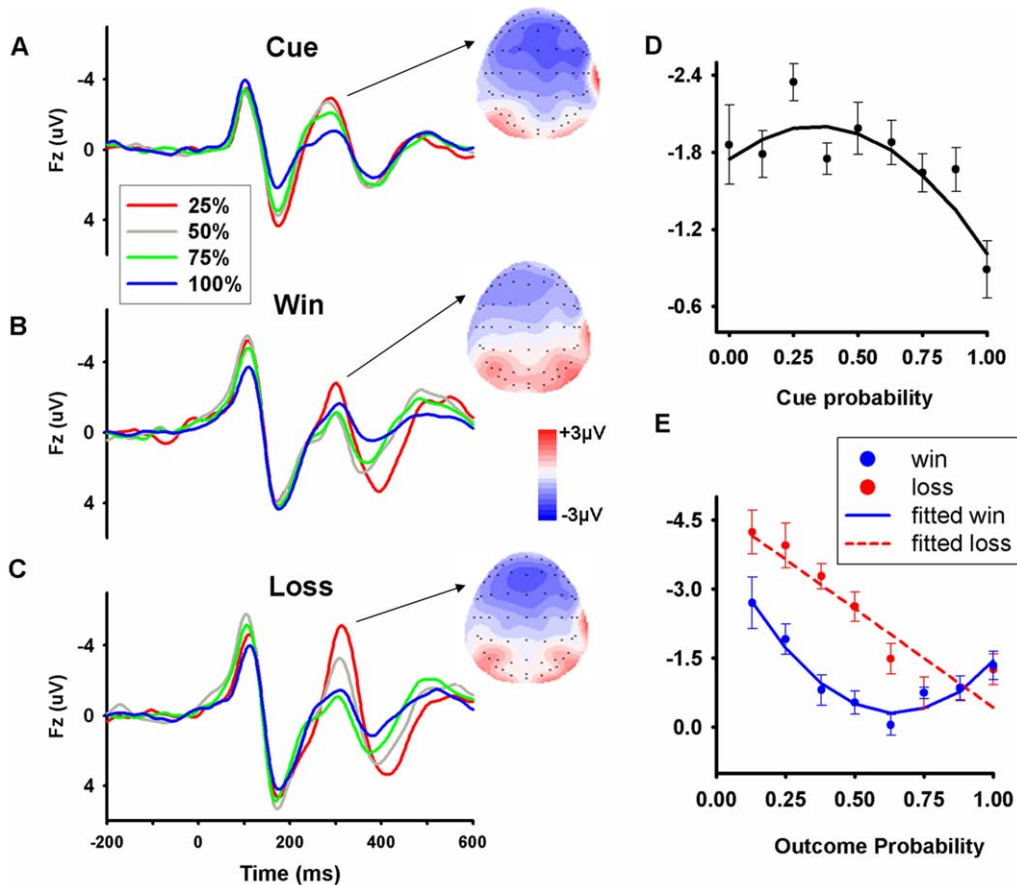 A
Cue
-4
0
4
Fz (uV)
25%
50%
75%
100%
B
Win
-4
0
4
Fz (uV)
+3μV
-3μV
C
Loss
-4
0
4
Fz (uV)
-200
0
200
400
600
Time (ms)
D
-2.4
-1.8
-1.2
-0.6
0.00
0.25
0.50
0.75
1.00
Cue probability
E
win
loss
fitted win
fitted loss
-4.5
-3.0
-1.5
0.0
0.00
0.25
0.50
0.75
1.00
Outcome Probability